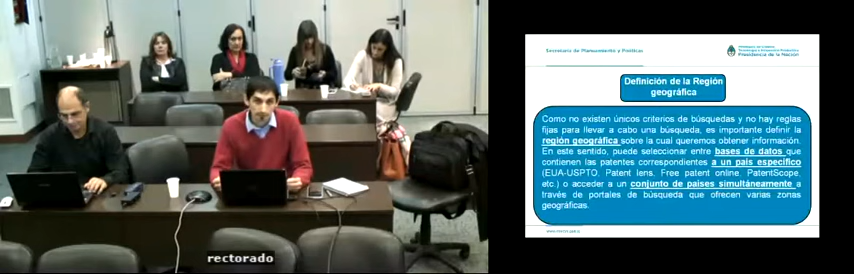 Secretaría de Planeamiento y Políticas
Presidencia de la Nación
Definición de la Región
geográfica
Como no existen únicos criterios de búsquedas y no hay reglas
fijas para llevar a cabo una búsqueda, es importante definir la
región geográfica sobre la cual queremos obtener información.
En este sentido, puede seleccionar entre bases de datos que
contienen las patentes correspondientes a un país específico
(EUA-USPTO, Patent lens, Free patent online, PatentScope,
etc.) o acceder a un conjunto de países simultáneamente a
través de portales de búsqueda que ofrecen varias zonas
geográficas.
rectorado